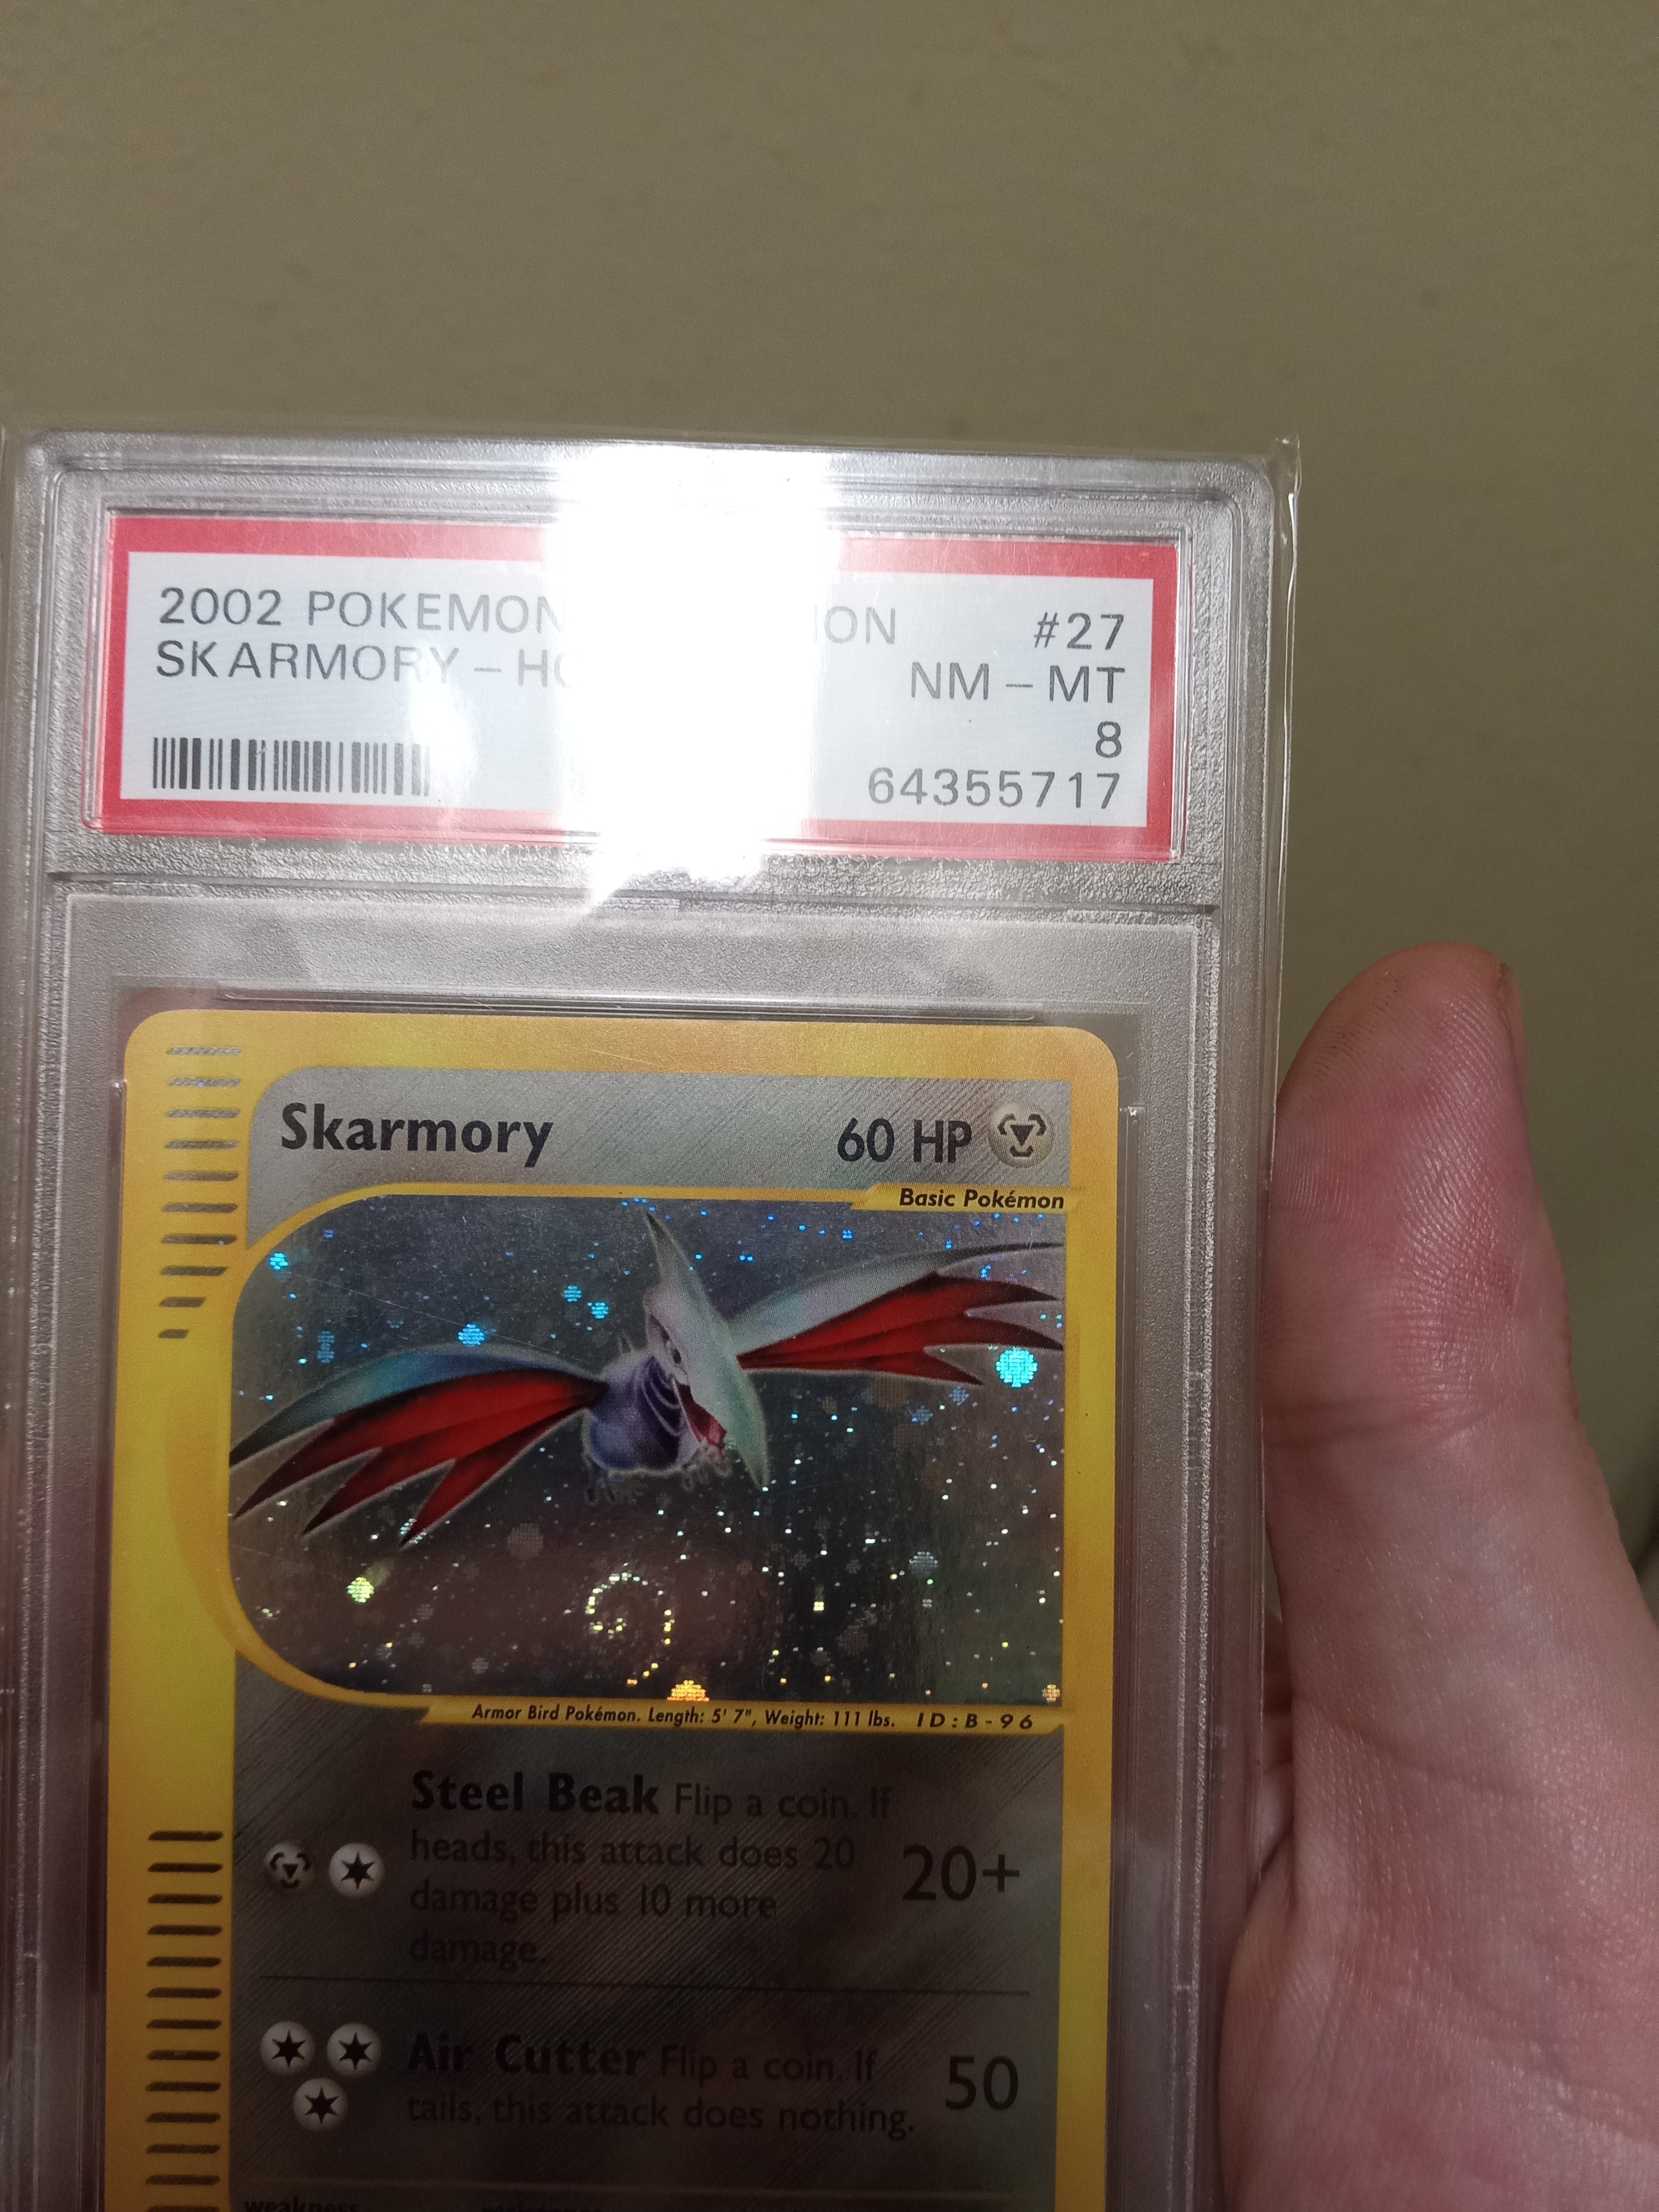 2002 POKEMON
#27
SKARMORY - 
NM - MT
8
64355717
Skarmory
60 HP
Basic Pokémon
Armor Bird Pokémon. Length: 5' 7", Weight: 111 lbs. ID:B-96
Steel Beak Flip a coin. If
heads, this attack does 20
damage plus 10 more
damage.
20+
Air Cutter Flip a coin. If
tails, this attack does nothing.
50
weakness